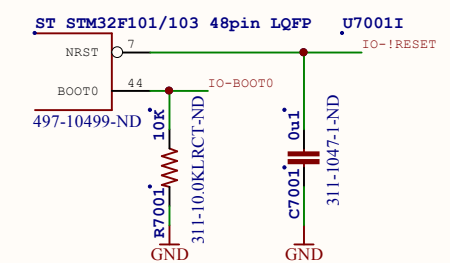 ST STM32F101/103 48pin LQFP U7001I
NRST 7 IO-!RESET
BOOT0 44 IO-BOOT0
497-10499-ND
10K
R7001
311-10.0KLRCT-ND
0u1
C7001
311-1047-1-ND
GND GND